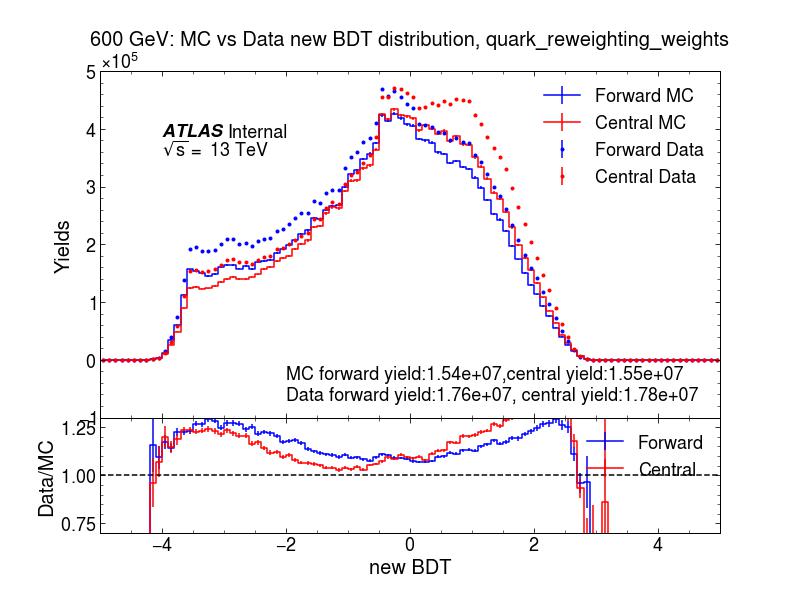 600 GeV: MC vs Data new BDT distribution, quark_reweighting_weights
×10⁵
5
4
3
2
1
0
1
Yields
ATLAS Internal
√s = 13 TeV
Forward MC
Central MC
Forward Data
Central Data
MC forward yield:1.54e+07,central yield:1.55e+07
Data forward yield:1.76e+07, central yield:1.78e+07
1.25
1.00
0.75
Data/MC
Forward
Central
−4 −2 0 2 4
new BDT